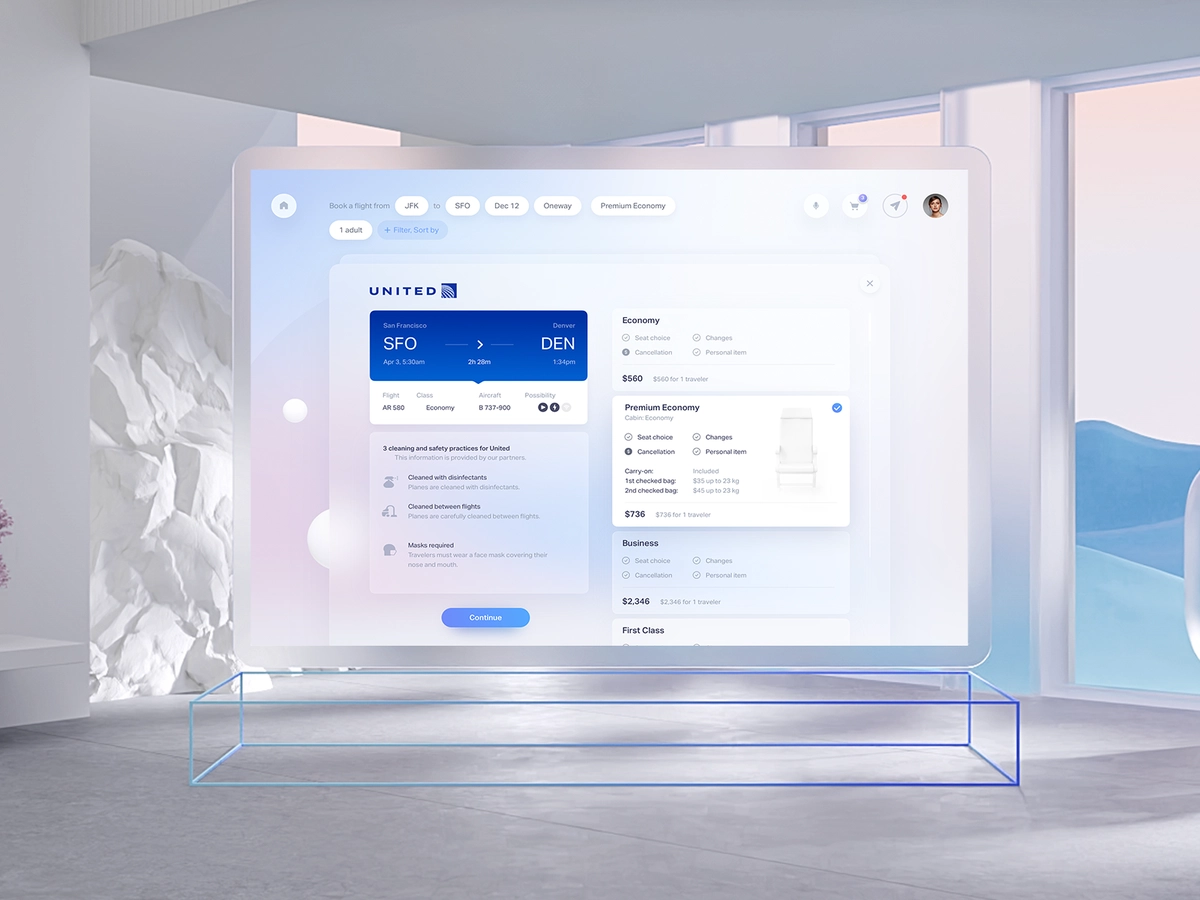 Book a flight from JFK to SFO Dec 12 Oneway Premium Economy
1 adult + Filter, Sort by
UNITED
San Francisco Denver
SFO DEN
Apr 3, 5:30am 2h 28m 1:34pm
Flight Class Aircraft Possibility
AR 580 Economy B 737-900
3 cleaning and safety practices for United
This information is provided by our partners.
Cleaned with disinfectants
Planes are cleaned with disinfectants.
Cleaned between flights
Planes are carefully cleaned between flights.
Masks required
Travelers must wear a face mask covering their
nose and mouth.
Continue
Economy
Seat choice Changes
Cancellation Personal item
$560 $560 for 1 traveler
Premium Economy
Cabin: Economy
Seat choice Changes
Cancellation Personal item
Carry-on: Included
1st checked bag: $35 up to 23 kg
2nd checked bag: $45 up to 23 kg
$736 $736 for 1 traveler
Business
Seat choice Changes
Cancellation Personal item
$2,346 $2,346 for 1 traveler
First Class